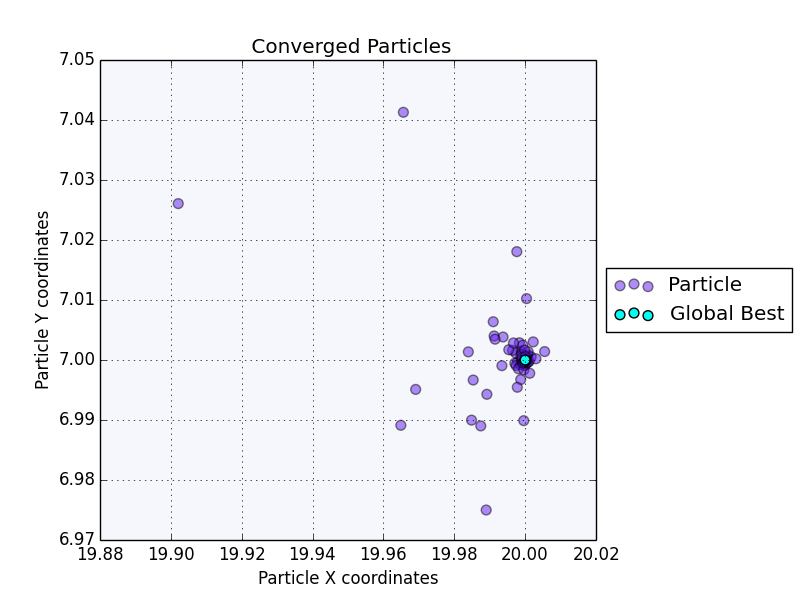 Converged Particles
7.05
7.04
7.03
7.02
7.01
7.00
6.99
6.98
6.97
Particle Y coordinates
19.88 19.90 19.92 19.94 19.96 19.98 20.00 20.02
Particle X coordinates
Particle
Global Best